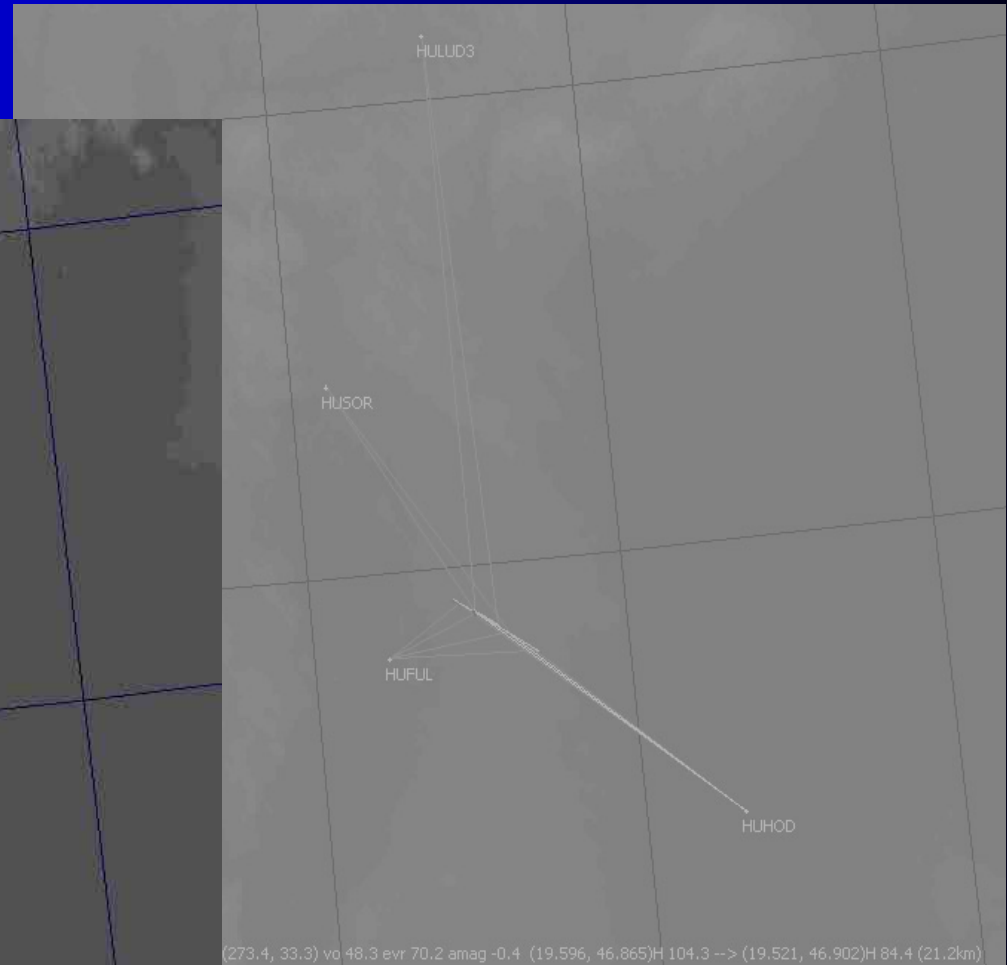 HULUD3
HUSOR
HUFUL
HUHOD
(273.4, 33.3) vo 48.3 evr 70.2 amag -0.4 (19.596, 46.865)H 104.3 --> (19.521, 46.902)H 84.4 (21.2km)